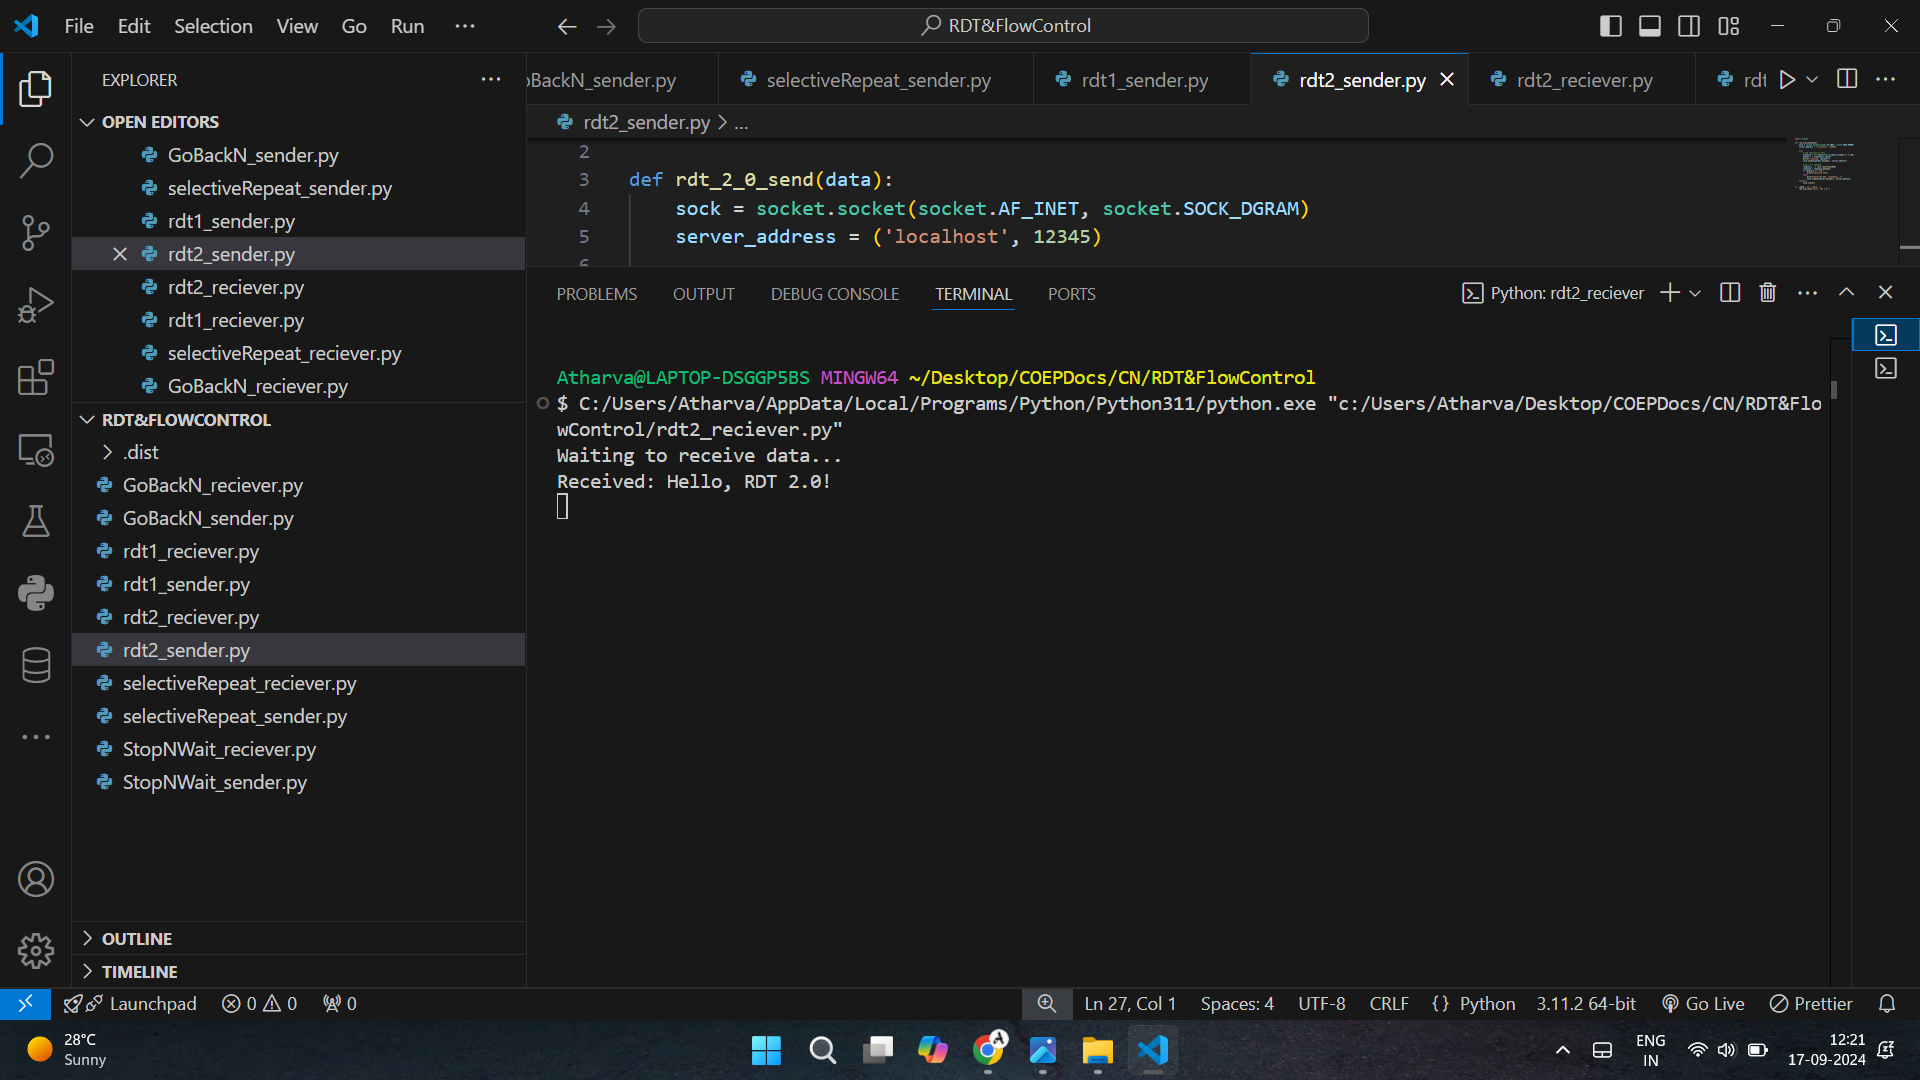 File Edit Selection View Go Run ...
RDT&FlowControl
EXPLORER
OPEN EDITORS
GoBackN_sender.py
selectiveRepeat_sender.py
rdt1_sender.py
rdt2_sender.py
rdt2_reciever.py
rdt1_reciever.py
selectiveRepeat_reciever.py
GoBackN_reciever.py
RDT&FLOWCONTROL
.dist
GoBackN_reciever.py
GoBackN_sender.py
rdt1_reciever.py
rdt1_sender.py
rdt2_reciever.py
rdt2_sender.py
selectiveRepeat_reciever.py
selectiveRepeat_sender.py
StopNWait_reciever.py
StopNWait_sender.py
OUTLINE
TIMELINE
BackN_sender.py selectiveRepeat_sender.py rdt1_sender.py rdt2_sender.py rdt2_reciever.py rdt
rdt2_sender.py > ...
2
3 def rdt_2_0_send(data):
4 sock = socket.socket(socket.AF_INET, socket.SOCK_DGRAM)
5 server_address = ('localhost', 12345)
6
PROBLEMS OUTPUT DEBUG CONSOLE TERMINAL PORTS
Python: rdt2_reciever
Atharva@LAPTOP-DSGGP5BS MINGW64 ~/Desktop/COEPDocs/CN/RDT&FlowControl
$ C:/Users/Atharva/AppData/Local/Programs/Python/Python311/python.exe "c:/Users/Atharva/Desktop/COEPDocs/CN/RDT&Flo
wControl/rdt2_reciever.py"
Waiting to receive data...
Received: Hello, RDT 2.0!
Launchpad 0 0 0
Ln 27, Col 1 Spaces: 4 UTF-8 CRLF {} Python 3.11.2 64-bit Go Live Prettier
28°C
Sunny
ENG
IN
12:21
17-09-2024